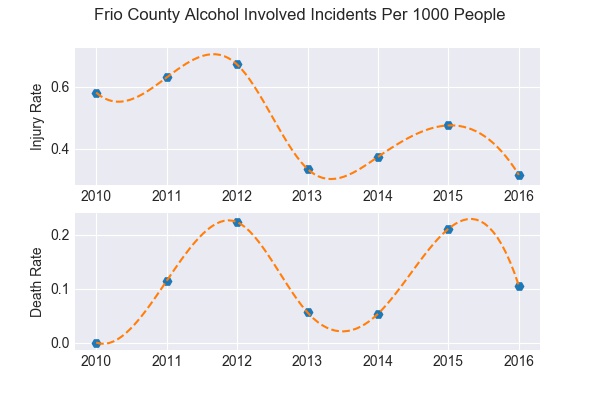 Frio County Alcohol Involved Incidents Per 1000 People
Injury Rate
0.6
0.4
2010 2011 2012 2013 2014 2015 2016
Death Rate
0.2
0.1
0.0
2010 2011 2012 2013 2014 2015 2016